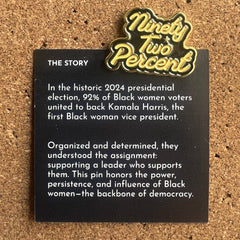 Ninety
Two
Percent
THE STORY
In the historic 2024 presidential
election, 92% of Black women voters
united to back Kamala Harris, the
first Black woman vice president.
Organized and determined, they
understood the assignment:
supporting a leader who supports
them. This pin honors the power,
persistence, and influence of Black
women—the backbone of democracy.